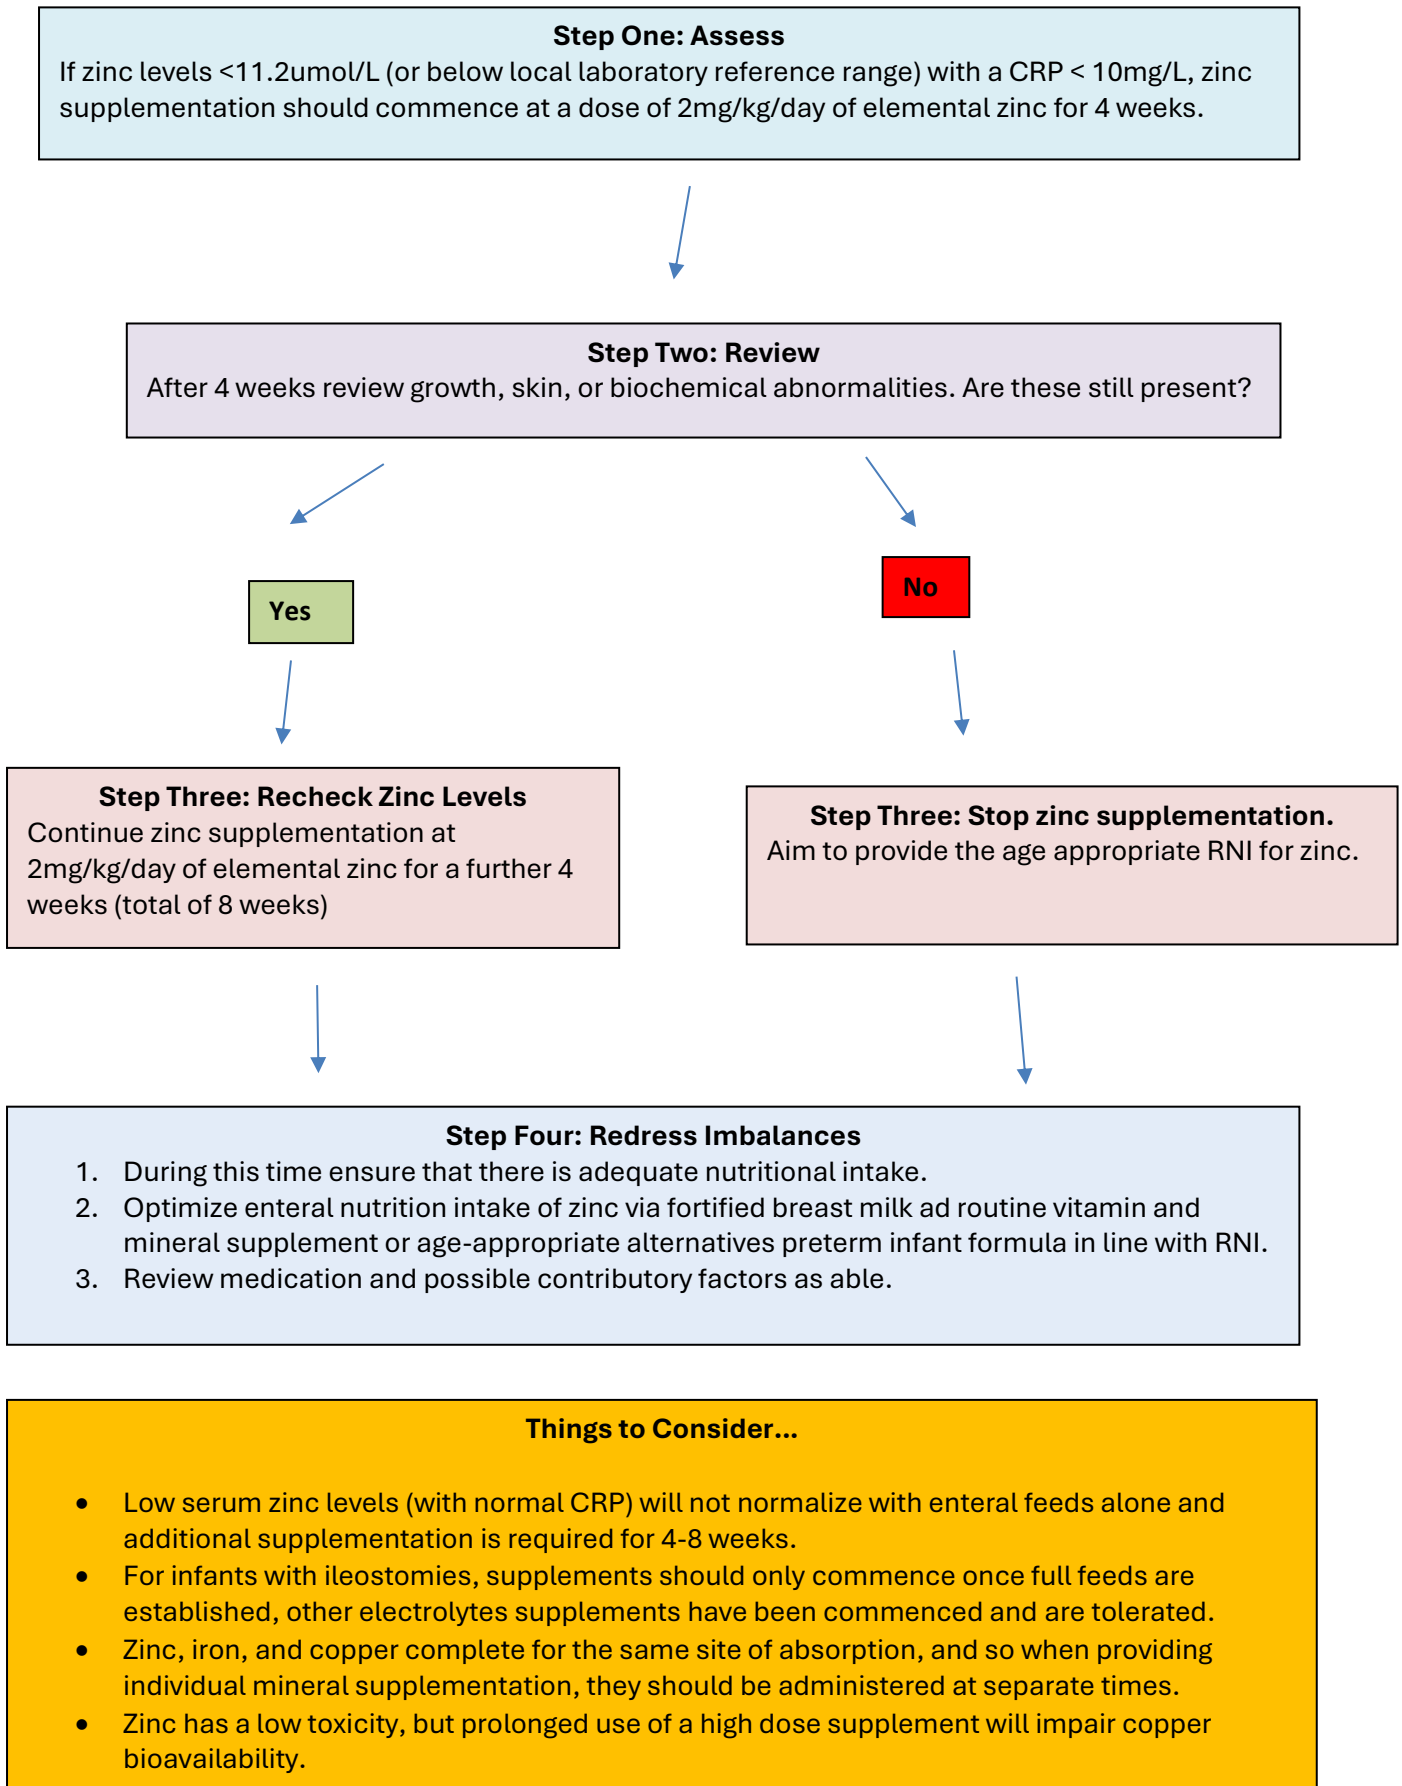 Step One: Assess
If zinc levels <11.2umol/L (or below local laboratory reference range) with a CRP < 10mg/L, zinc
supplementation should commence at a dose of 2mg/kg/day of elemental zinc for 4 weeks.
Step Two: Review
After 4 weeks review growth, skin, or biochemical abnormalities. Are these still present?
Yes
No
Step Three: Recheck Zinc Levels
Continue zinc supplementation at
2mg/kg/day of elemental zinc for a further 4
weeks (total of 8 weeks)
Step Three: Stop zinc supplementation.
Aim to provide the age appropriate RNI for zinc.
Step Four: Redress Imbalances
1. During this time ensure that there is adequate nutritional intake.
2. Optimize enteral nutrition intake of zinc via fortified breast milk ad routine vitamin and
mineral supplement or age-appropriate alternatives preterm infant formula in line with RNI.
3. Review medication and possible contributory factors as able.
Things to Consider...
• Low serum zinc levels (with normal CRP) will not normalize with enteral feeds alone and
additional supplementation is required for 4-8 weeks.
• For infants with ileostomies, supplements should only commence once full feeds are
established, other electrolytes supplements have been commenced and are tolerated.
• Zinc, iron, and copper complete for the same site of absorption, and so when providing
individual mineral supplementation, they should be administered at separate times.
• Zinc has a low toxicity, but prolonged use of a high dose supplement will impair copper
bioavailability.